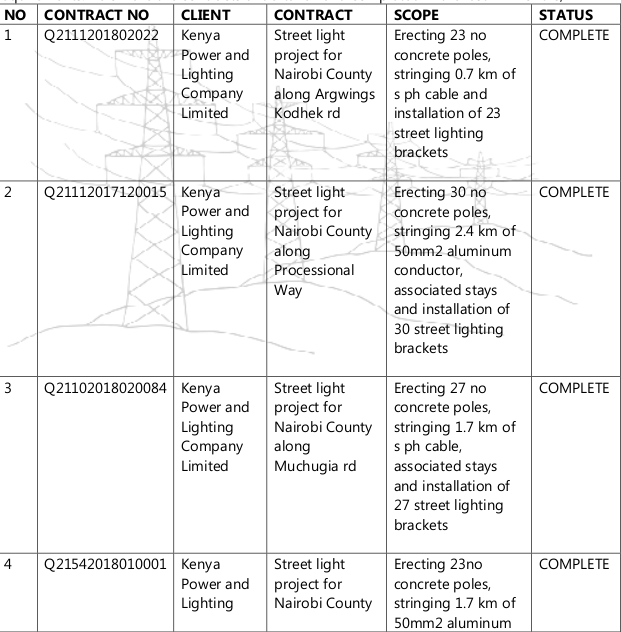 NO CONTRACT NO CLIENT CONTRACT SCOPE STATUS
1 Q2111201802022 Kenya Street light Erecting 23 no COMPLETE
Power and project for concrete poles,
Lighting Nairobi County stringing 0.7 km of
Company along Argwings s ph cable and
Limited Kodhek rd installation of 23
street lighting
brackets
2 Q21112017120015 Kenya Street light Erecting 30 no COMPLETE
Power and project for concrete poles,
Lighting Nairobi County stringing 2.4 km of
Company along 50mm2 aluminum
Limited Processional conductor,
Way associated stays
and installation of
30 street lighting
brackets
3 Q21102018020084 Kenya Street light Erecting 27 no COMPLETE
Power and project for concrete poles,
Lighting Nairobi County stringing 1.7 km of
Company along s ph cable,
Limited Muchugia rd associated stays
and installation of
27 street lighting
brackets
4 Q21542018010001 Kenya Street light Erecting 23no COMPLETE
Power and project for concrete poles,
Lighting Nairobi County stringing 1.7 km of
50mm2 aluminum